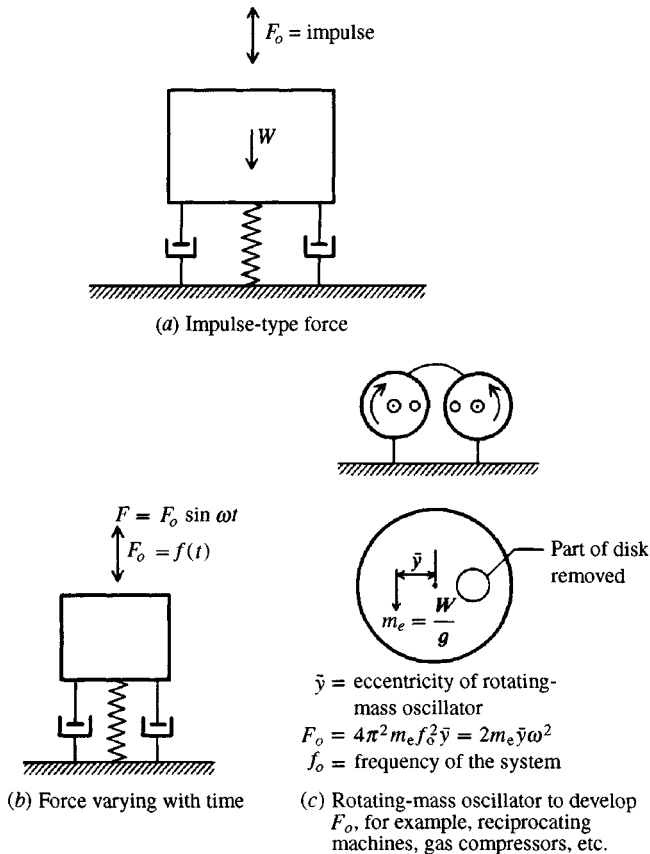 F_o = impulse
W
(a) Impulse-type force
F = F_o sin ωt
F_o = f(t)
(b) Force varying with time
ȳ
m_e = W/g
Part of disk
removed
ȳ = eccentricity of rotating-
mass oscillator
F_o = 4π²m_e f_o² ȳ = 2m_e ȳω²
f_o = frequency of the system
(c) Rotating-mass oscillator to develop
F_o, for example, reciprocating
machines, gas compressors, etc.